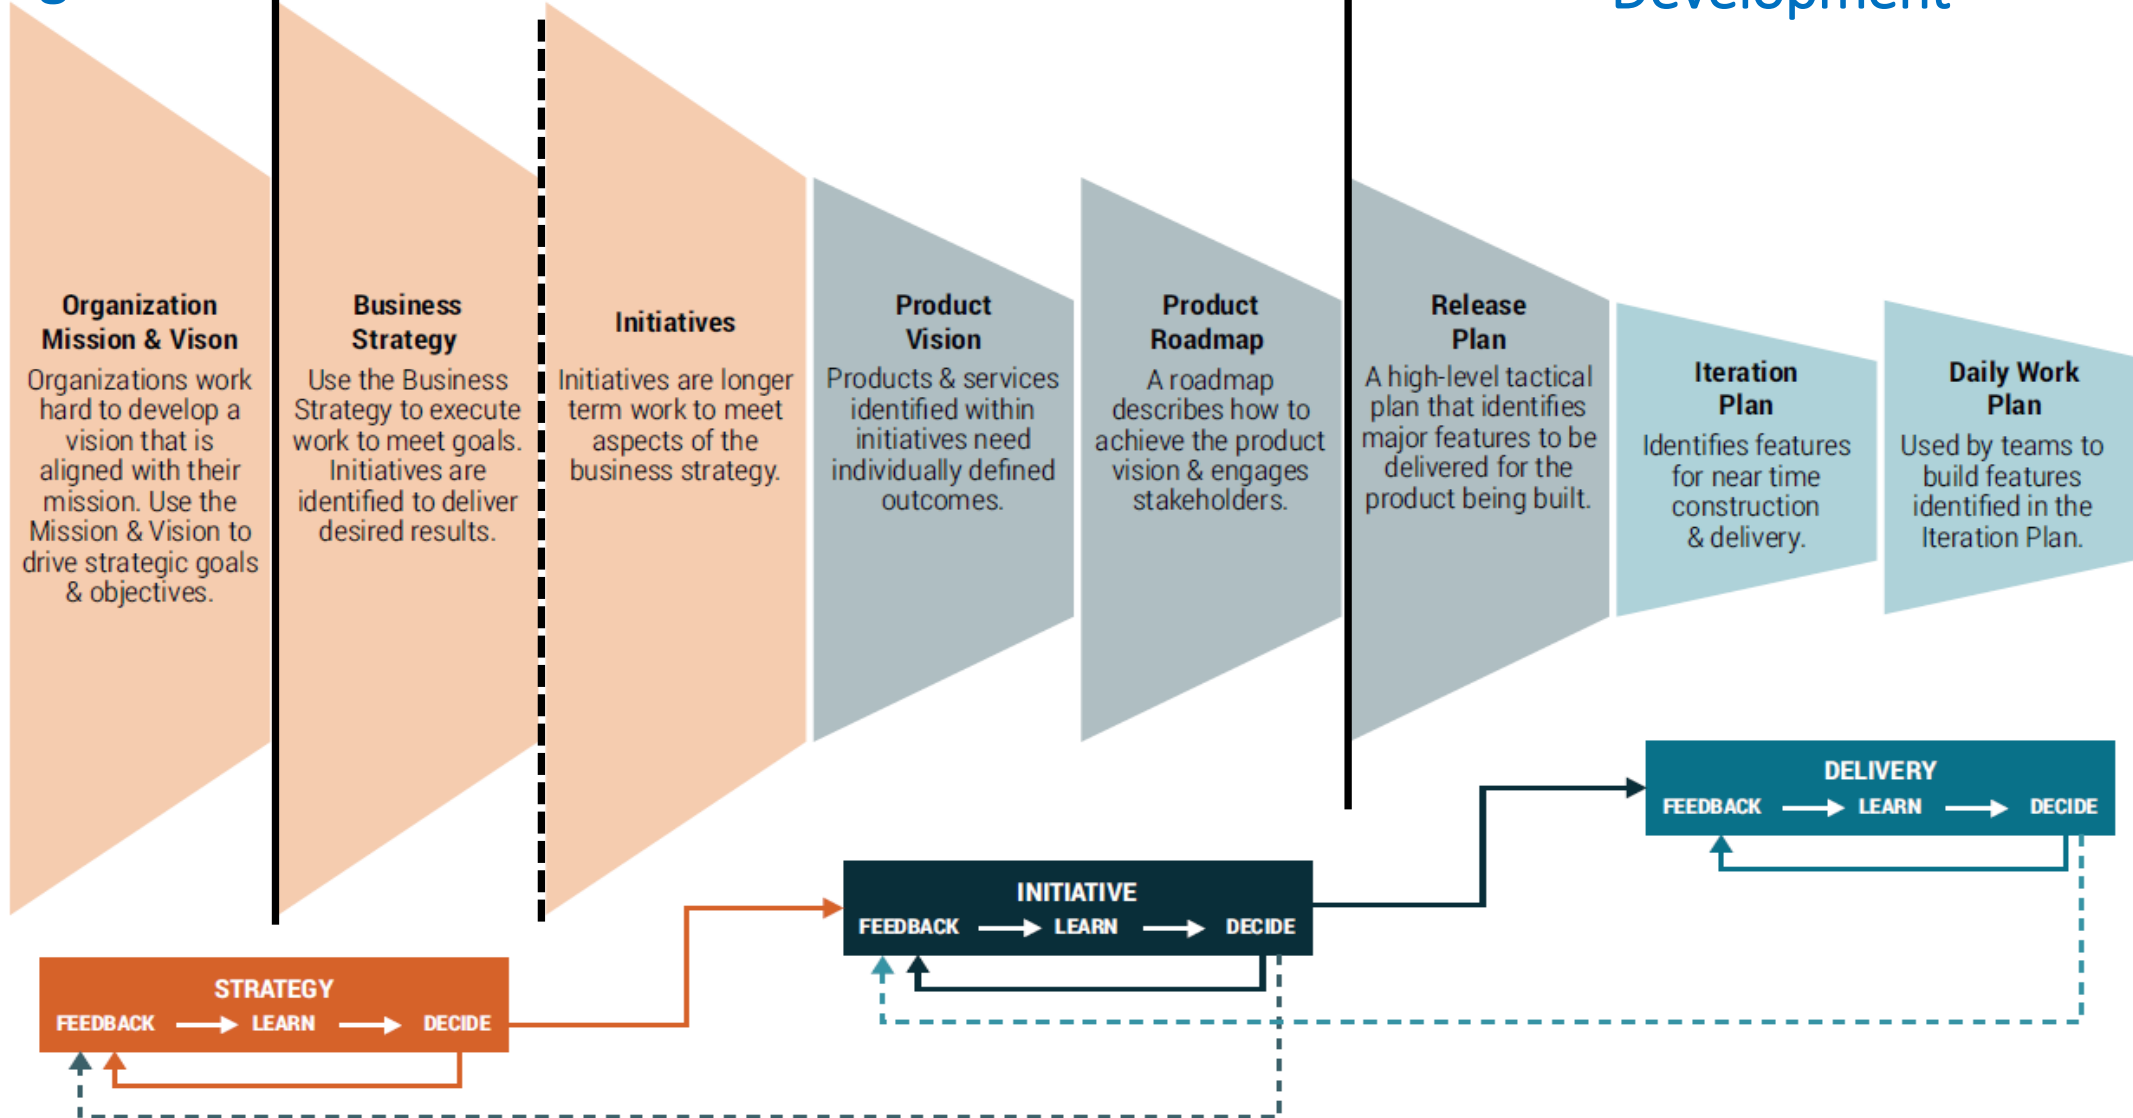 Development
Organization
Mission & Vison
Organizations work
hard to develop a
vision that is
aligned with their
mission. Use the
Mission & Vision to
drive strategic goals
& objectives.
Business
Strategy
Use the Business
Strategy to execute
work to meet goals.
Initiatives are
identified to deliver
desired results.
Initiatives
Initiatives are longer
term work to meet
aspects of the
business strategy.
Product
Vision
Products & services
identified within
initiatives need
individually defined
outcomes.
Product
Roadmap
A roadmap
describes how to
achieve the product
vision & engages
stakeholders.
Release
Plan
A high-level tactical
plan that identifies
major features to be
delivered for the
product being built.
Iteration
Plan
Identifies features
for near time
construction
& delivery.
Daily Work
Plan
Used by teams to
build features
identified in the
Iteration Plan.
DELIVERY
FEEDBACK LEARN DECIDE
INITIATIVE
FEEDBACK LEARN DECIDE
STRATEGY
FEEDBACK LEARN DECIDE